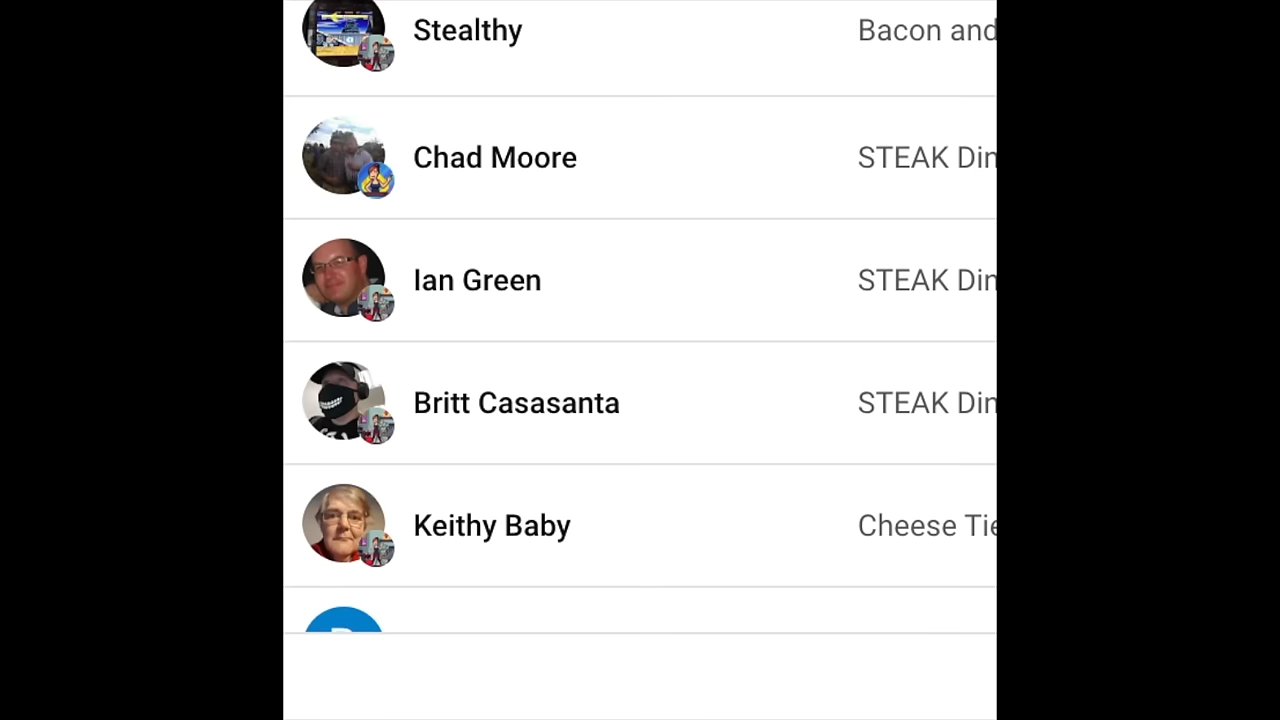 Stealthy Bacon and
Chad Moore STEAK Din
Ian Green STEAK Din
Britt Casasanta STEAK Din
Keithy Baby Cheese Tie